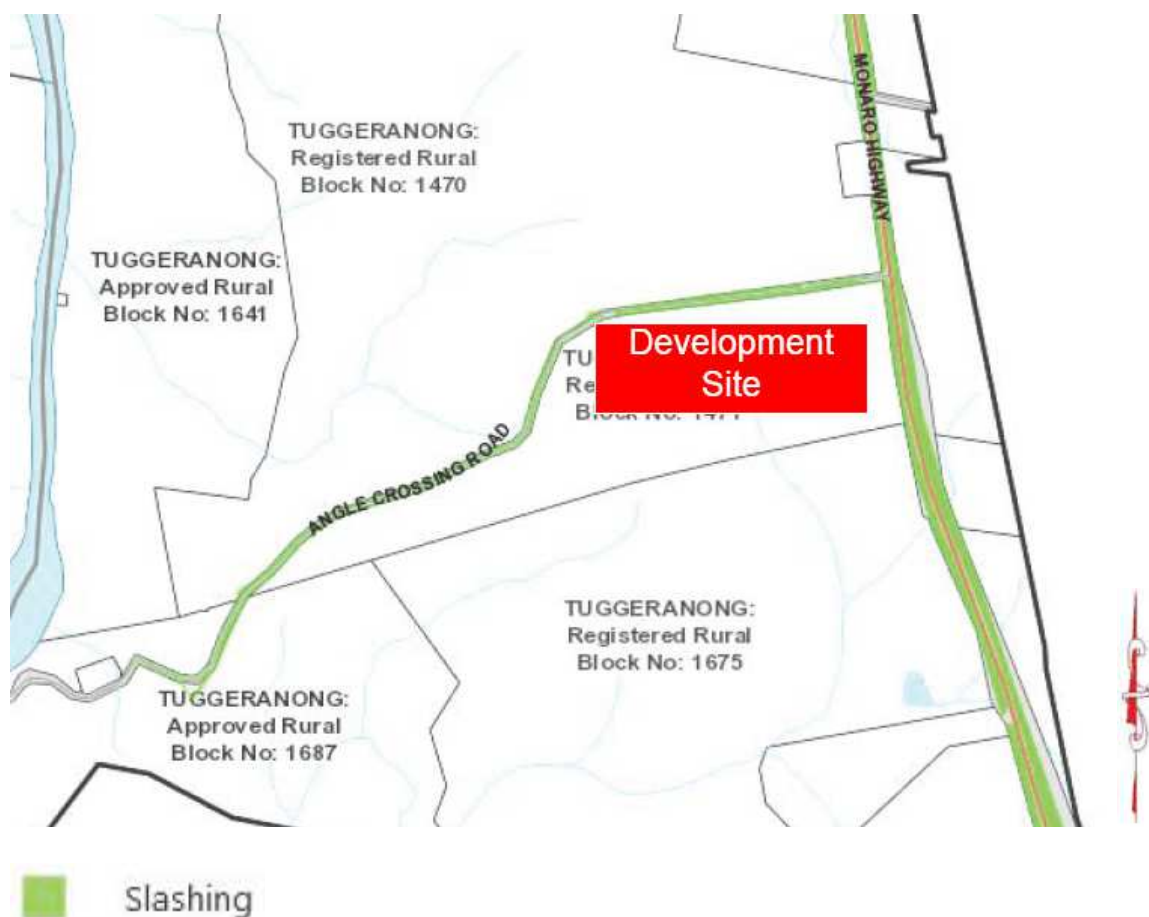 MONARO HIGHWAY
TUGGERANONG:
Registered Rural
Block No: 1470
TUGGERANONG:
Approved Rural
Block No: 1641
Development
Site
ANGLE CROSSING ROAD
TUGGERANONG:
Registered Rural
Block No: 1675
TUGGERANONG:
Approved Rural
Block No: 1687
Slashing